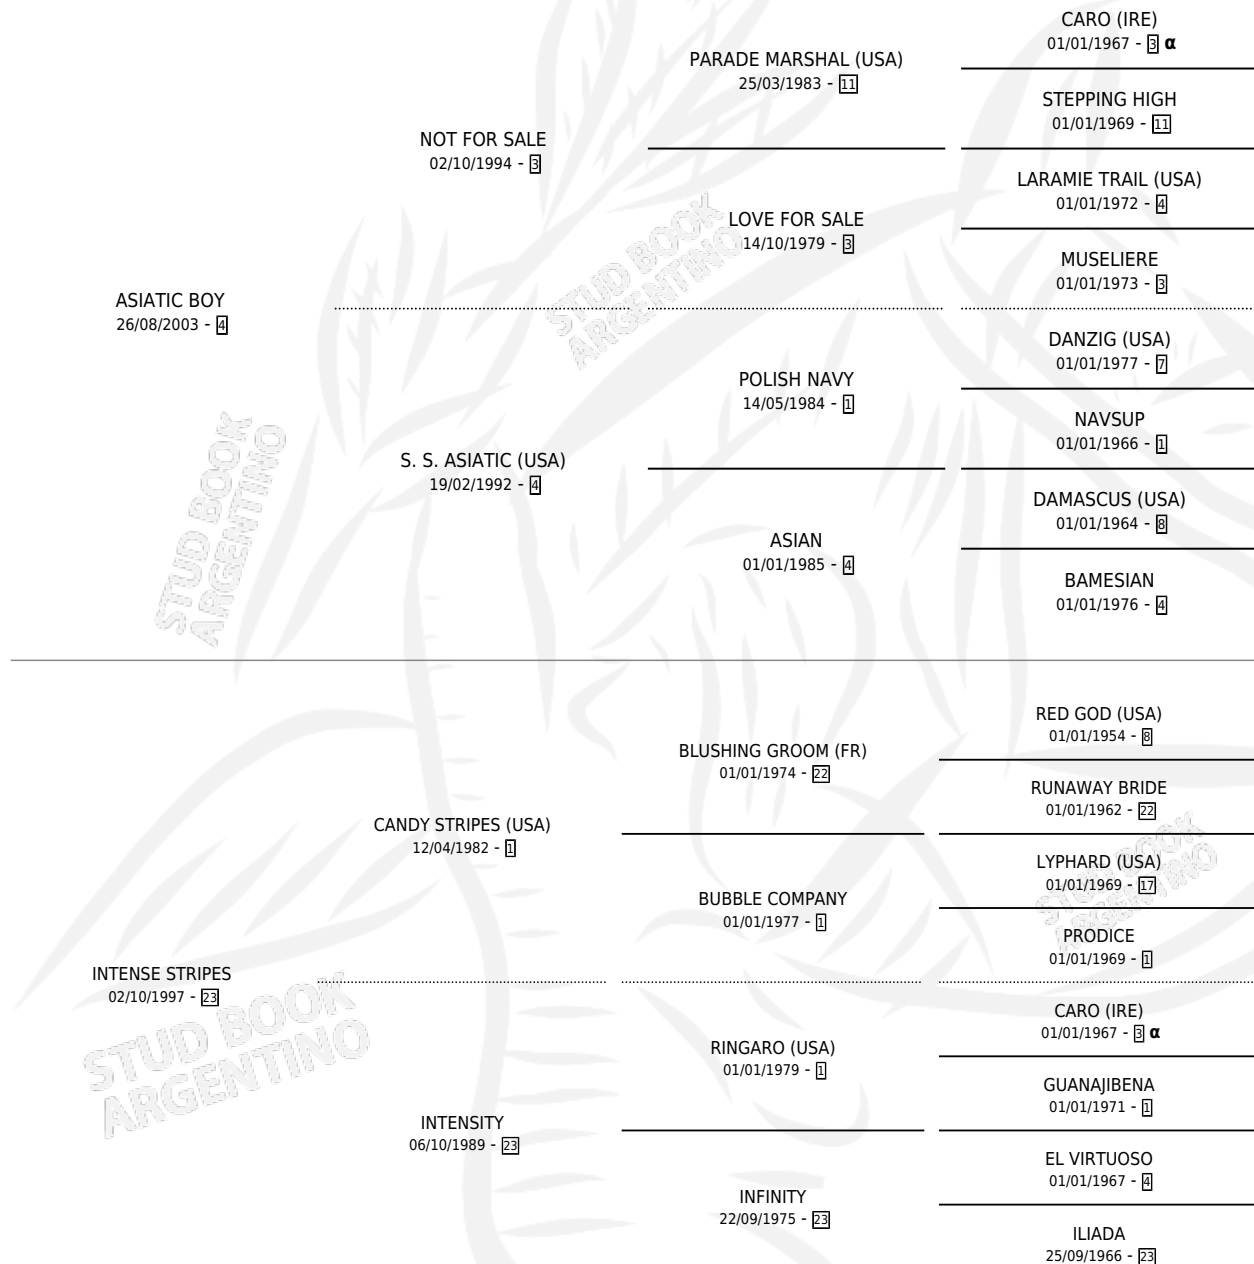 CARO (IRE)
01/01/1967 - 3 α
PARADE MARSHAL (USA)
25/03/1983 - 11
STEPPING HIGH
01/01/1969 - 11
NOT FOR SALE
02/10/1994 - 3
LARAMIE TRAIL (USA)
01/01/1972 - 4
LOVE FOR SALE
14/10/1979 - 3
MUSELIERE
01/01/1973 - 3
ASIATIC BOY
26/08/2003 - 4
DANZIG (USA)
01/01/1977 - 7
POLISH NAVY
14/05/1984 - 1
NAVSUP
01/01/1966 - 1
S. S. ASIATIC (USA)
19/02/1992 - 4
DAMASCUS (USA)
01/01/1964 - 8
ASIAN
01/01/1985 - 4
BAMESIAN
01/01/1976 - 4
RED GOD (USA)
01/01/1954 - 8
BLUSHING GROOM (FR)
01/01/1974 - 22
RUNAWAY BRIDE
01/01/1962 - 22
CANDY STRIPES (USA)
12/04/1982 - 1
LYPHARD (USA)
01/01/1969 - 17
BUBBLE COMPANY
01/01/1977 - 1
PRODICE
01/01/1969 - 1
INTENSE STRIPES
02/10/1997 - 23
CARO (IRE)
01/01/1967 - 3 α
RINGARO (USA)
01/01/1979 - 1
GUANAJIBENA
01/01/1971 - 1
INTENSITY
06/10/1989 - 23
EL VIRTUOSO
01/01/1967 - 4
INFINITY
22/09/1975 - 23
ILIADA
25/09/1966 - 23
STUD BOOK
ARGENTINO
STUD BOOK
ARGENTINO
STUD BOOK
ARGENTINO
STUD BOOK
ARGENTINO